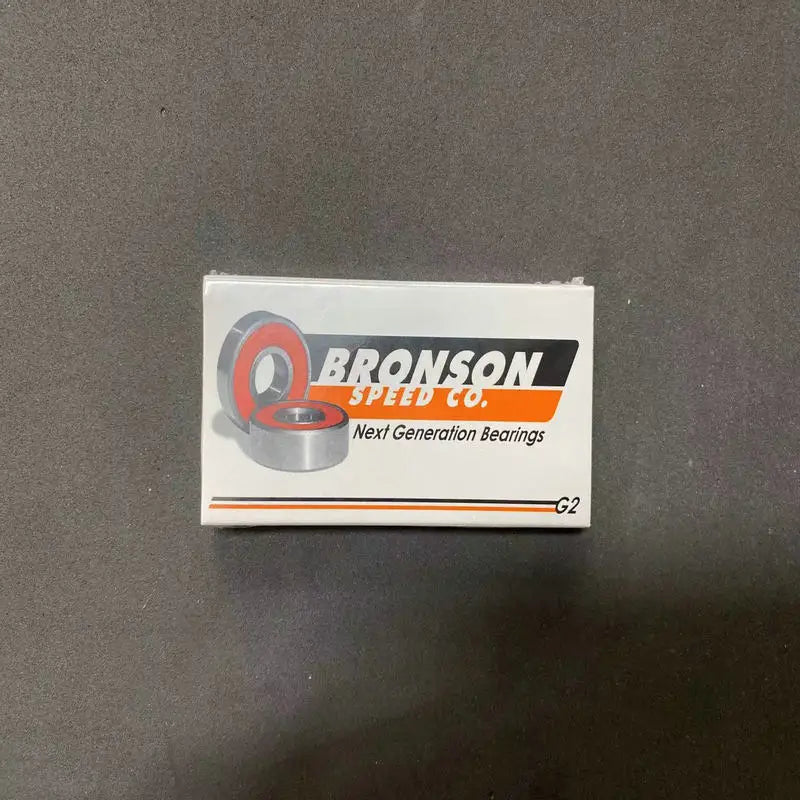 BRONSON
SPEED CO.
Next Generation Bearings
G2